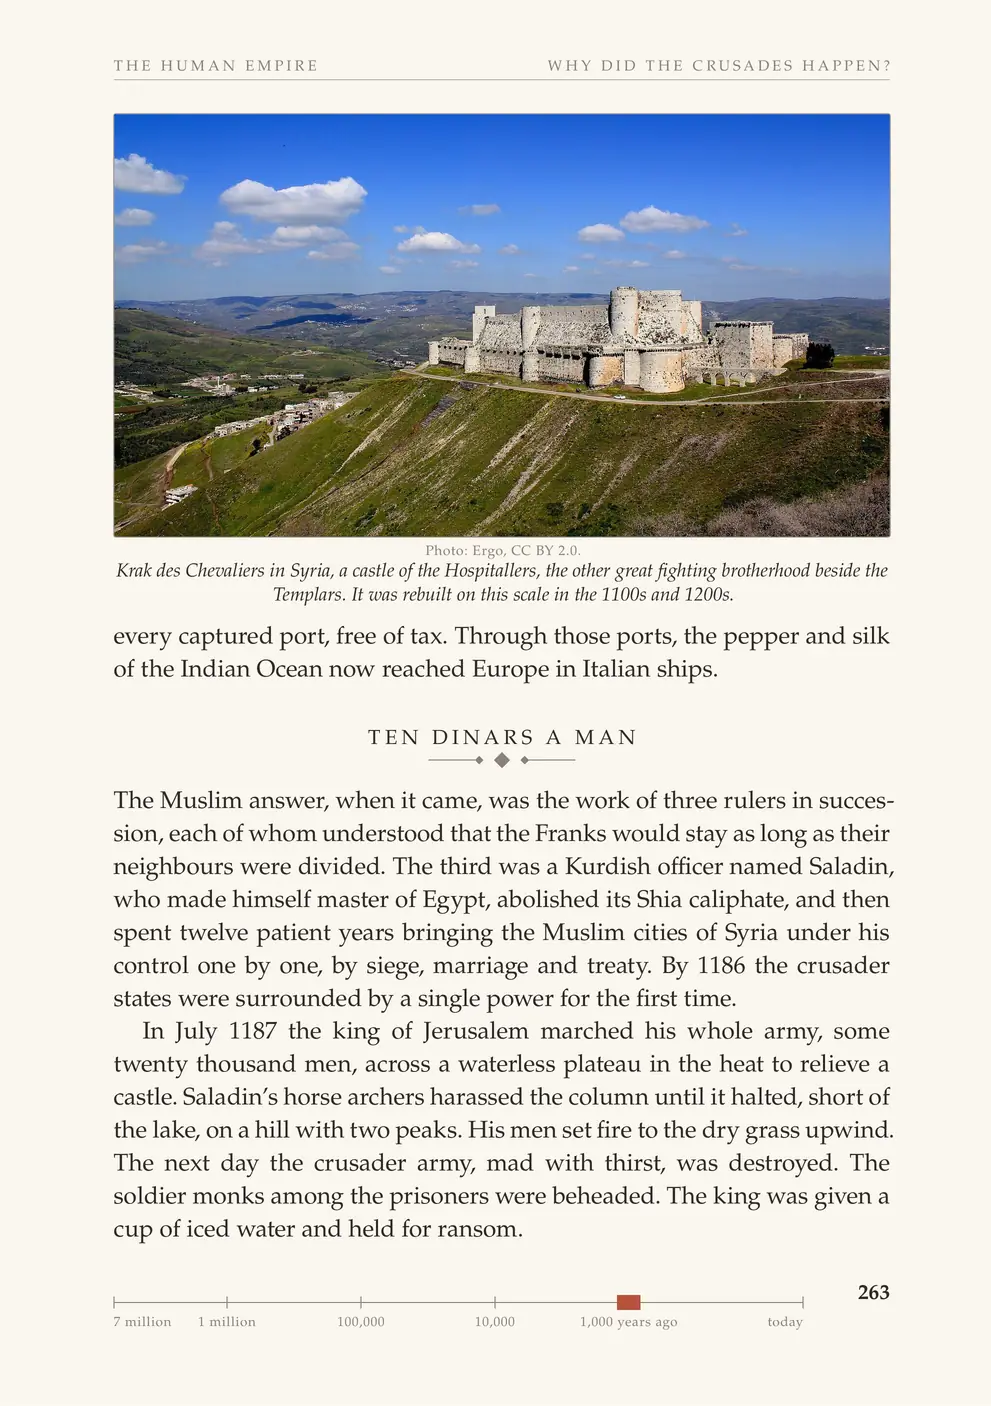 THE HUMAN EMPIRE
WHY DID THE CRUSADES HAPPEN?
Photo: Ergo, CC BY 2.0.
Krak des Chevaliers in Syria, a castle of the Hospitallers, the other great fighting brotherhood beside the
Templars. It was rebuilt on this scale in the 1100s and 1200s.
every captured port, free of tax. Through those ports, the pepper and silk
of the Indian Ocean now reached Europe in Italian ships.
TEN DINARS A MAN
The Muslim answer, when it came, was the work of three rulers in succes-
sion, each of whom understood that the Franks would stay as long as their
neighbours were divided. The third was a Kurdish officer named Saladin,
who made himself master of Egypt, abolished its Shia caliphate, and then
spent twelve patient years bringing the Muslim cities of Syria under his
control one by one, by siege, marriage and treaty. By 1186 the crusader
states were surrounded by a single power for the first time.
In July 1187 the king of Jerusalem marched his whole army, some
twenty thousand men, across a waterless plateau in the heat to relieve a
castle. Saladin’s horse archers harassed the column until it halted, short of
the lake, on a hill with two peaks. His men set fire to the dry grass upwind.
The next day the crusader army, mad with thirst, was destroyed. The
soldier monks among the prisoners were beheaded. The king was given a
cup of iced water and held for ransom.
263
7 million 1 million 100,000 10,000 1,000 years ago today